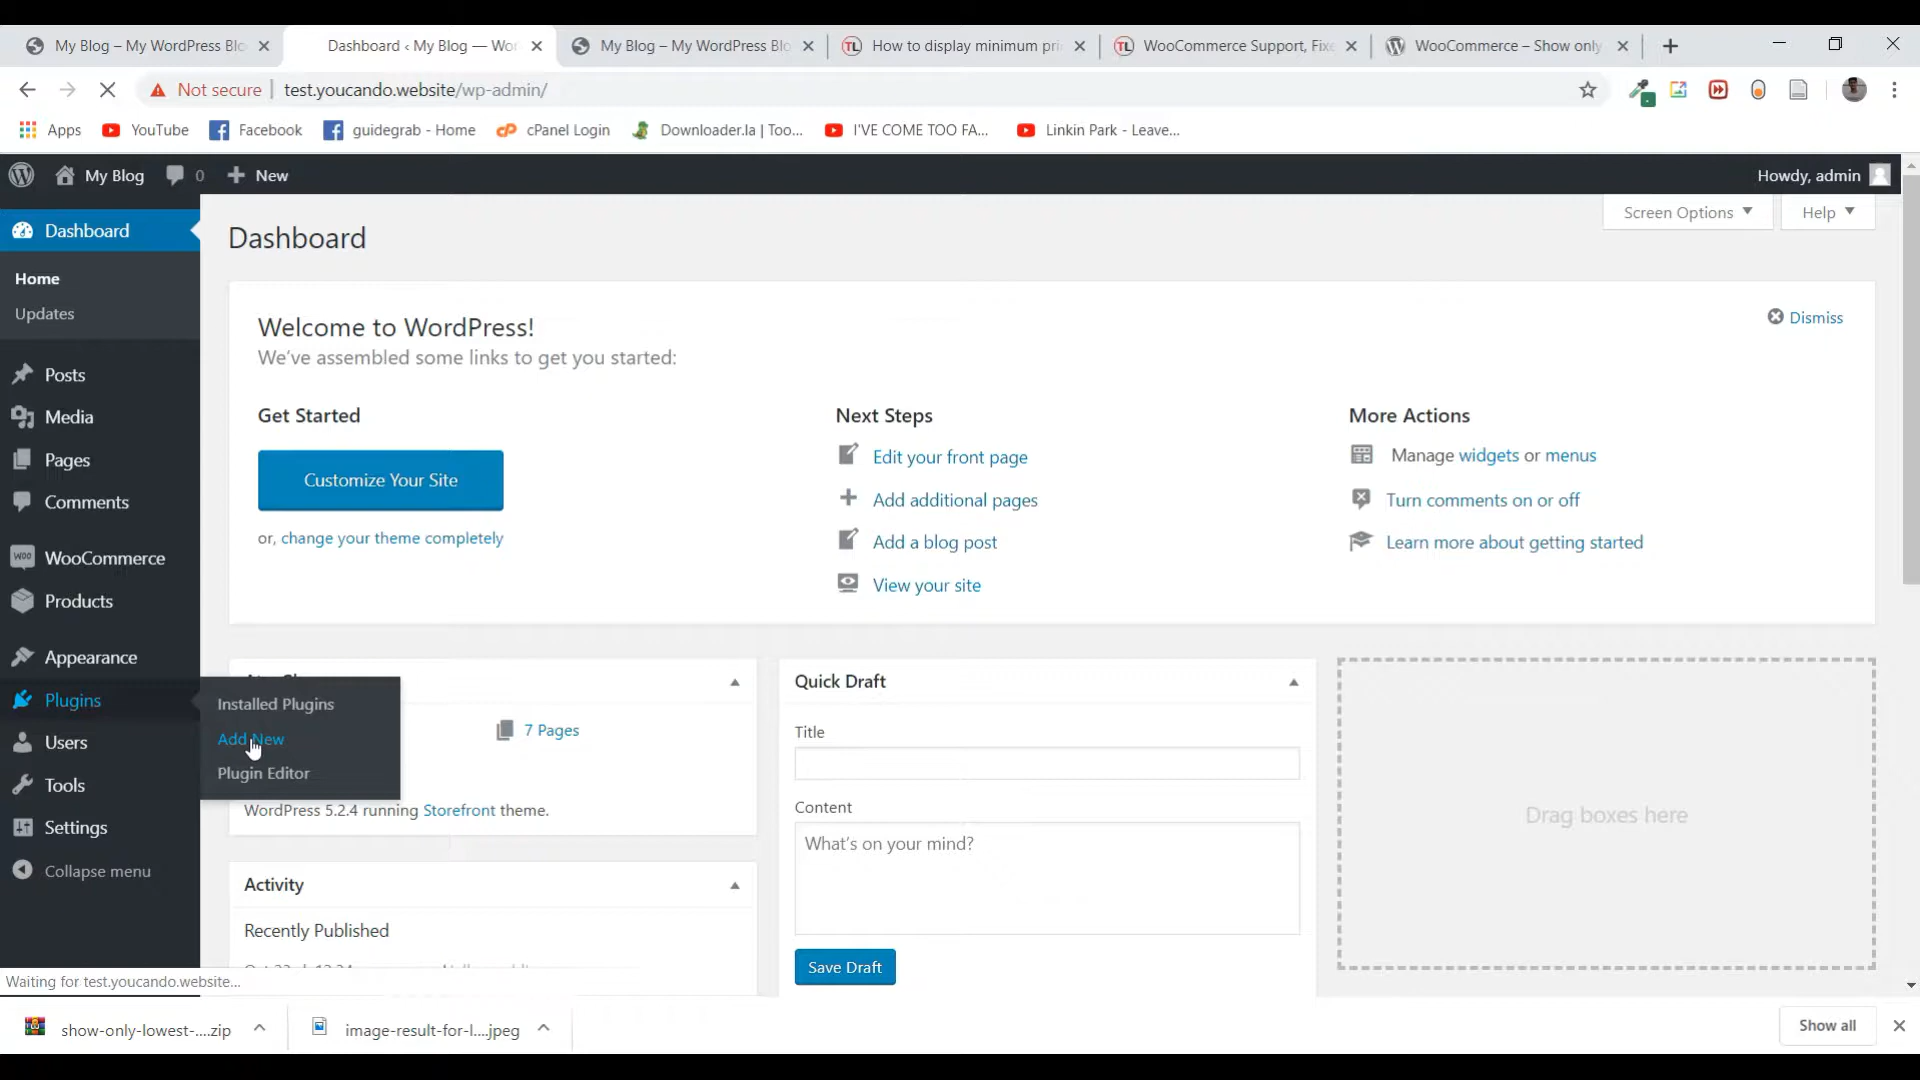 My Blog – My WordPress Blo
Dashboard ‹ My Blog — Wor
My Blog – My WordPress Blo
How to display minimum pri
WooCommerce Support, Fixe
WooCommerce – Show only
Not secure
test.youcando.website/wp-admin/
Apps
YouTube
Facebook
guidegrab - Home
cPanel Login
Downloader.la | Too...
I'VE COME TOO FA...
Linkin Park - Leave...
My Blog
0
New
Howdy, admin
Dashboard
Home
Updates
Posts
Media
Pages
Comments
WooCommerce
Products
Appearance
Plugins
Users
Tools
Settings
Collapse menu
Installed Plugins
Add New
Plugin Editor
Screen Options
Help
Dashboard
Welcome to WordPress!
We've assembled some links to get you started:
Dismiss
Get Started
Customize Your Site
or, change your theme completely
Next Steps
Edit your front page
Add additional pages
Add a blog post
View your site
More Actions
Manage widgets or menus
Turn comments on or off
Learn more about getting started
7 Pages
WordPress 5.2.4 running Storefront theme.
Activity
Recently Published
Quick Draft
Title
Content
What's on your mind?
Save Draft
Drag boxes here
Waiting for test.youcando.website...
show-only-lowest-....zip
image-result-for-l....jpeg
Show all